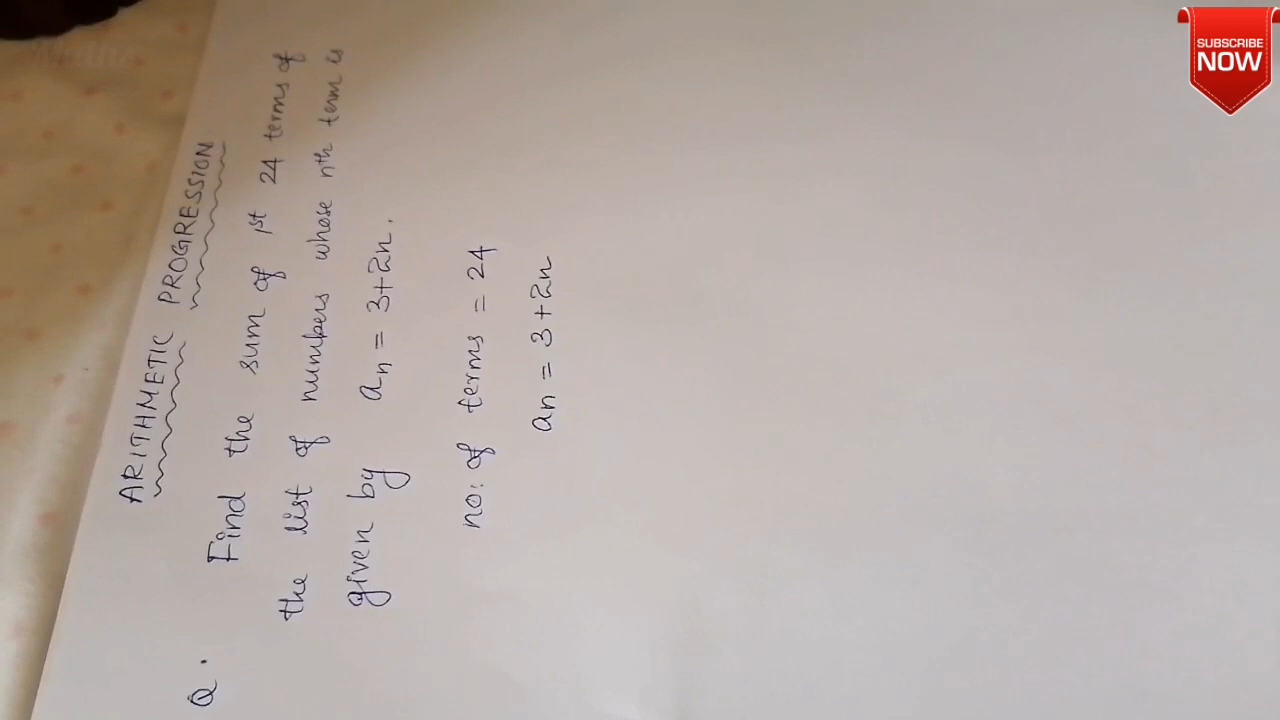 ARITHMETIC PROGRESSION
Q. Find the sum of 1st 24 terms of
the list of numbers whose nth term is
given by an = 3+2n.
no: of terms = 24
an = 3+2n
SUBSCRIBE
NOW